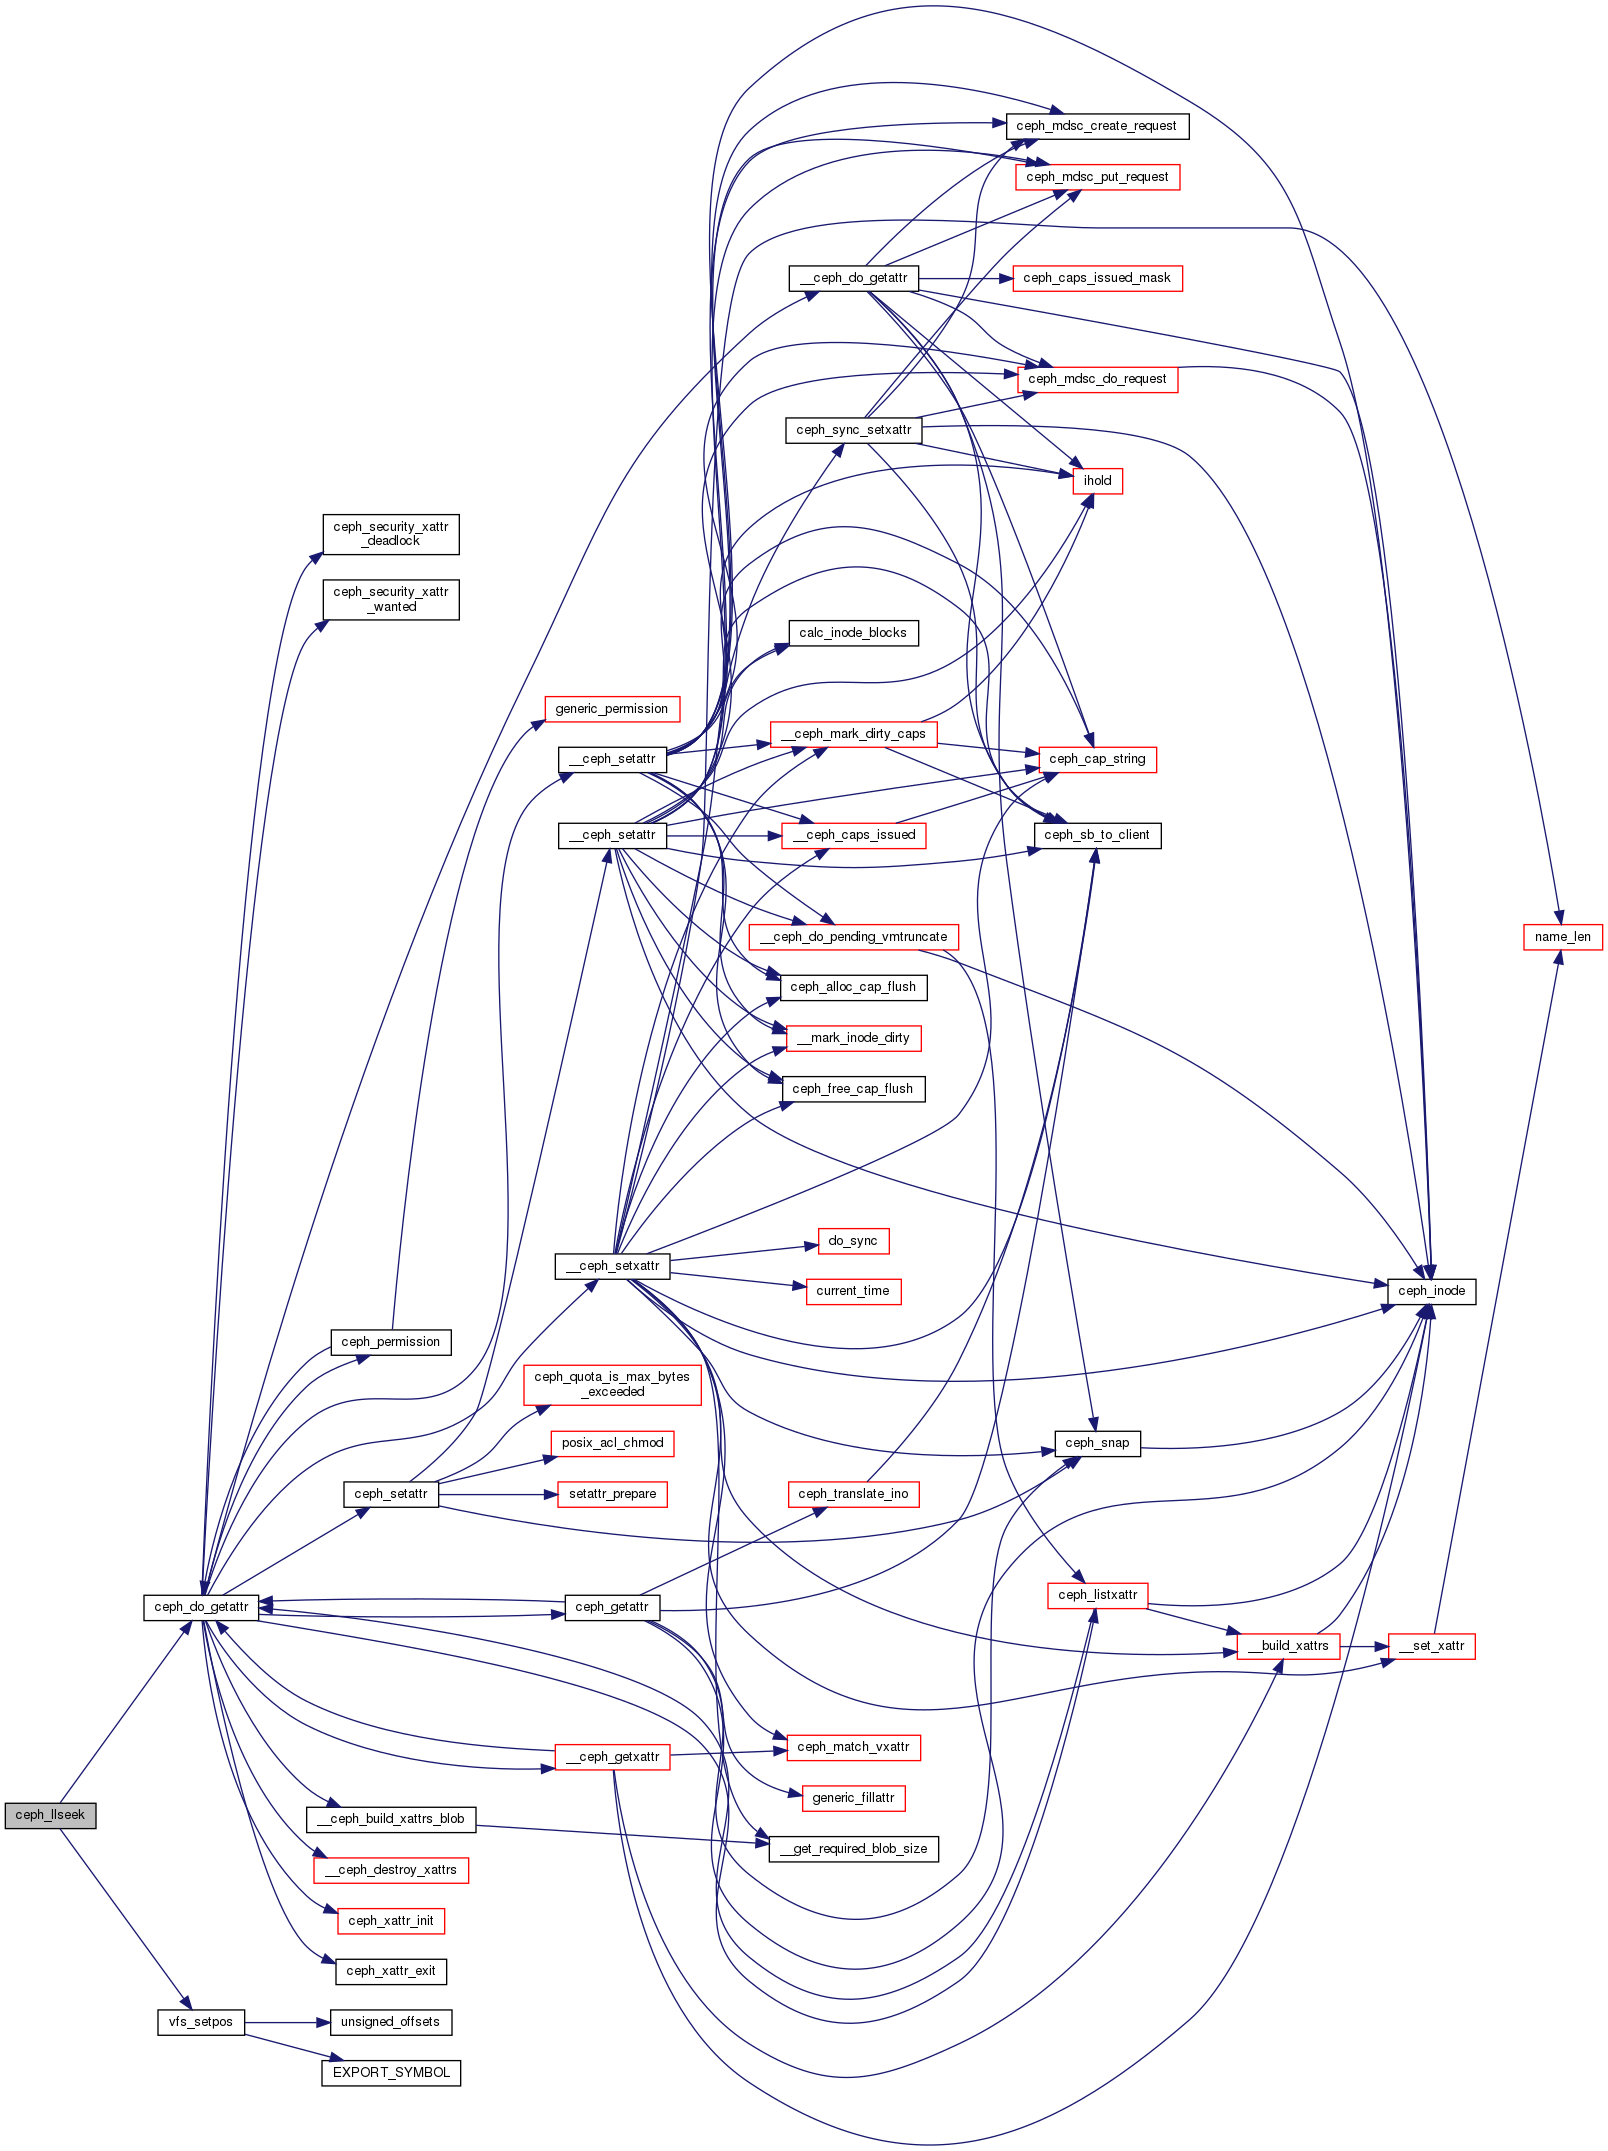 ceph_llseek
ceph_do_getattr
vfs_setpos
ceph_security_xattr
_deadlock
ceph_security_xattr
_wanted
ceph_permission
ceph_setattr
__ceph_build_xattrs_blob
__ceph_destroy_xattrs
ceph_xattr_init
ceph_xattr_exit
unsigned_offsets
EXPORT_SYMBOL
generic_permission
__ceph_setattr
__ceph_setattr
__ceph_setxattr
ceph_quota_is_max_bytes
_exceeded
posix_acl_chmod
setattr_prepare
ceph_getattr
__ceph_getxattr
__ceph_do_getattr
ceph_sync_setxattr
calc_inode_blocks
__ceph_mark_dirty_caps
__ceph_caps_issued
__ceph_do_pending_vmtruncate
ceph_alloc_cap_flush
__mark_inode_dirty
ceph_free_cap_flush
do_sync
current_time
ceph_translate_ino
ceph_match_vxattr
generic_fillattr
__get_required_blob_size
ceph_mdsc_create_request
ceph_mdsc_put_request
ceph_caps_issued_mask
ceph_mdsc_do_request
ihold
ceph_cap_string
ceph_sb_to_client
ceph_snap
ceph_listxattr
__build_xattrs
ceph_inode
__set_xattr
name_len